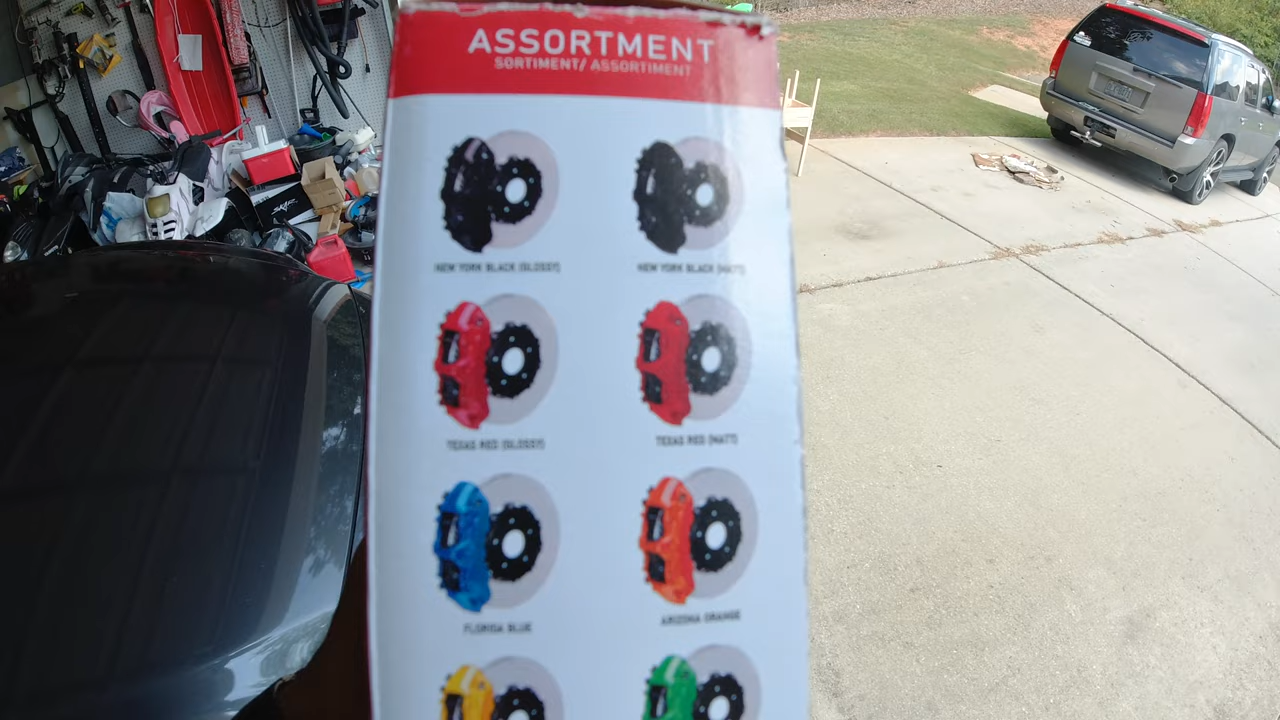 ASSORTMENT
SORTIMENT/ ASSORTIMENT
NEW YORK BLACK (GLOSSY)
NEW YORK BLACK (MATT)
TEXAS RED (GLOSSY)
TEXAS RED (MATT)
FLORIDA BLUE
ARIZONA ORANGE